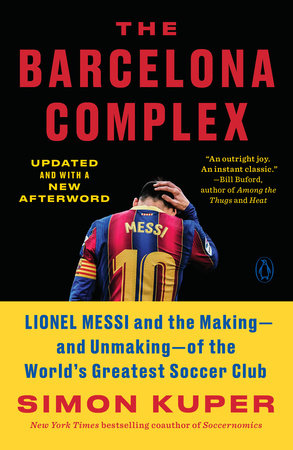 THE
BARCELONA
COMPLEX
UPDATED
AND WITH A
NEW
AFTERWORD
“An outright joy.
An instant classic.”
—Bill Buford,
author of Among the
Thugs and Heat
MESSI
10
LIONEL MESSI and the Making—
and Unmaking—of the
World’s Greatest Soccer Club
SIMON KUPER
New York Times bestselling coauthor of Soccernomics